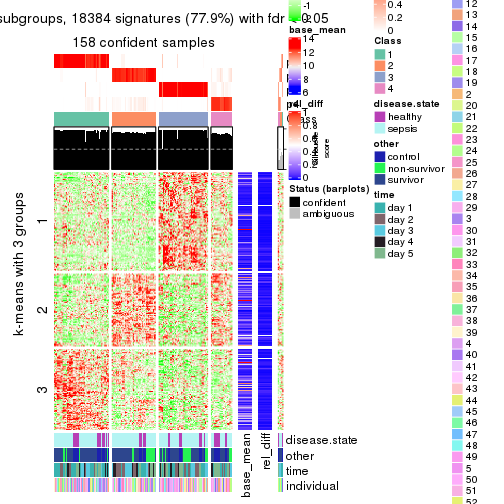 subgroups, 18384 signatures (77.9%) with fdr < 0.05
158 confident samples
k-means with 3 groups
1
2
3
base_mean
rel_diff
disease.state
other
time
individual
0
-1
base_mean
14
12
10
8
6
rel_diff
1
0.8
0.6
0.4
0.2
0
Status (barplots)
confident
ambiguous
score
0.4
0.2
0
Class
1
2
3
4
disease.state
healthy
sepsis
other
control
non-survivor
survivor
time
day 1
day 2
day 3
day 4
day 5
12
13
14
15
16
17
18
19
2
20
21
22
23
24
25
26
27
28
29
3
30
31
32
33
34
35
36
37
38
39
4
40
41
42
43
44
45
46
47
48
49
5
50
51
52